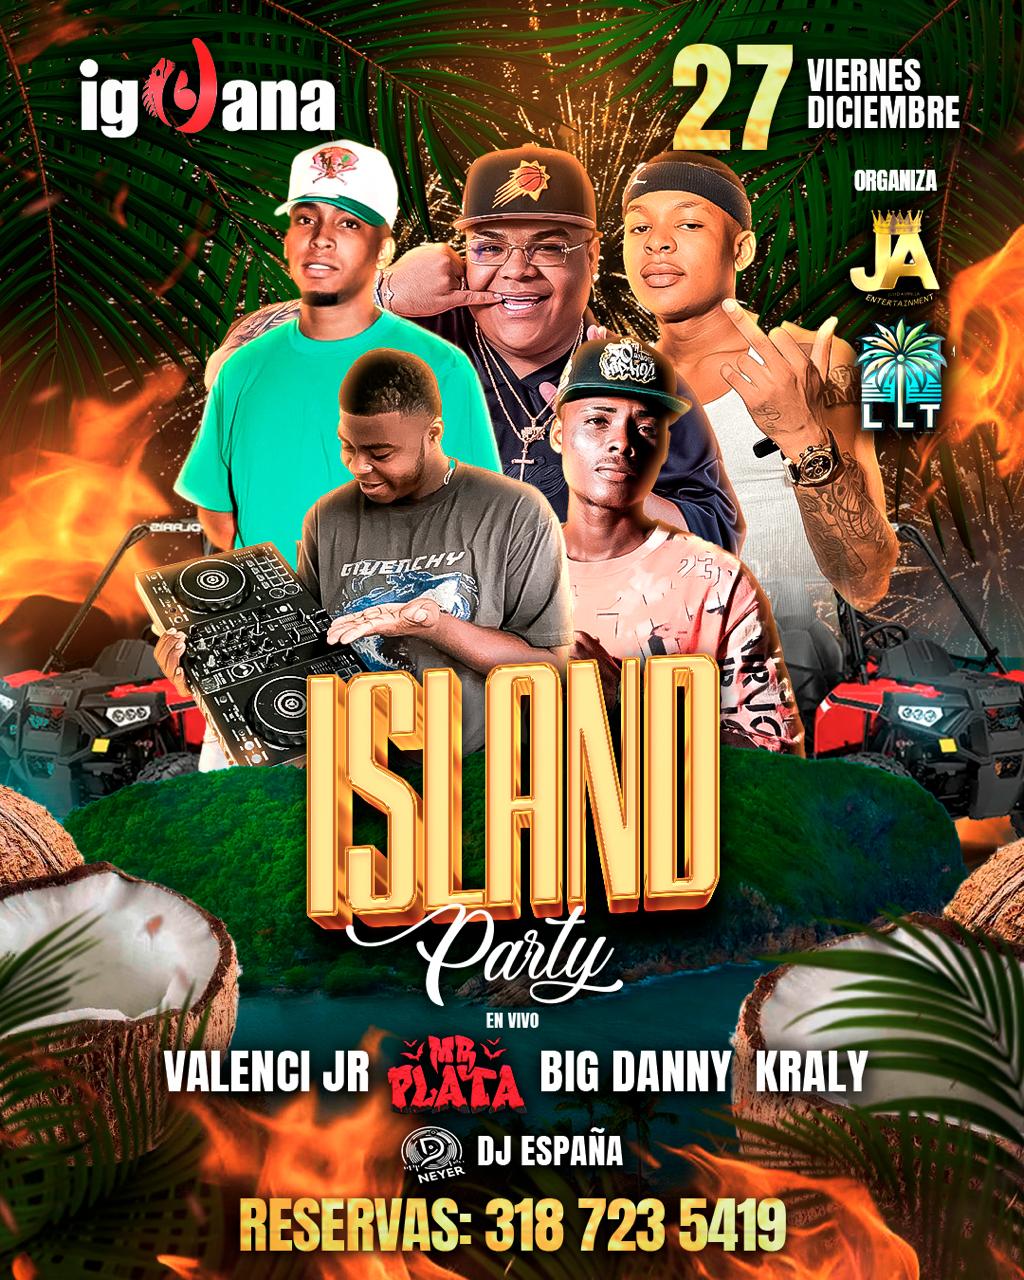 iguana
27
VIERNES
DICIEMBRE
ORGANIZA
JA
ENTERTAINMENT
LLT
GIVENCHY
23
ISLAND
Party
EN VIVO
VALENCI JR MR PLATA BIG DANNY KRALY
D NEYER DJ ESPAÑA
RESERVAS: 318 723 5419